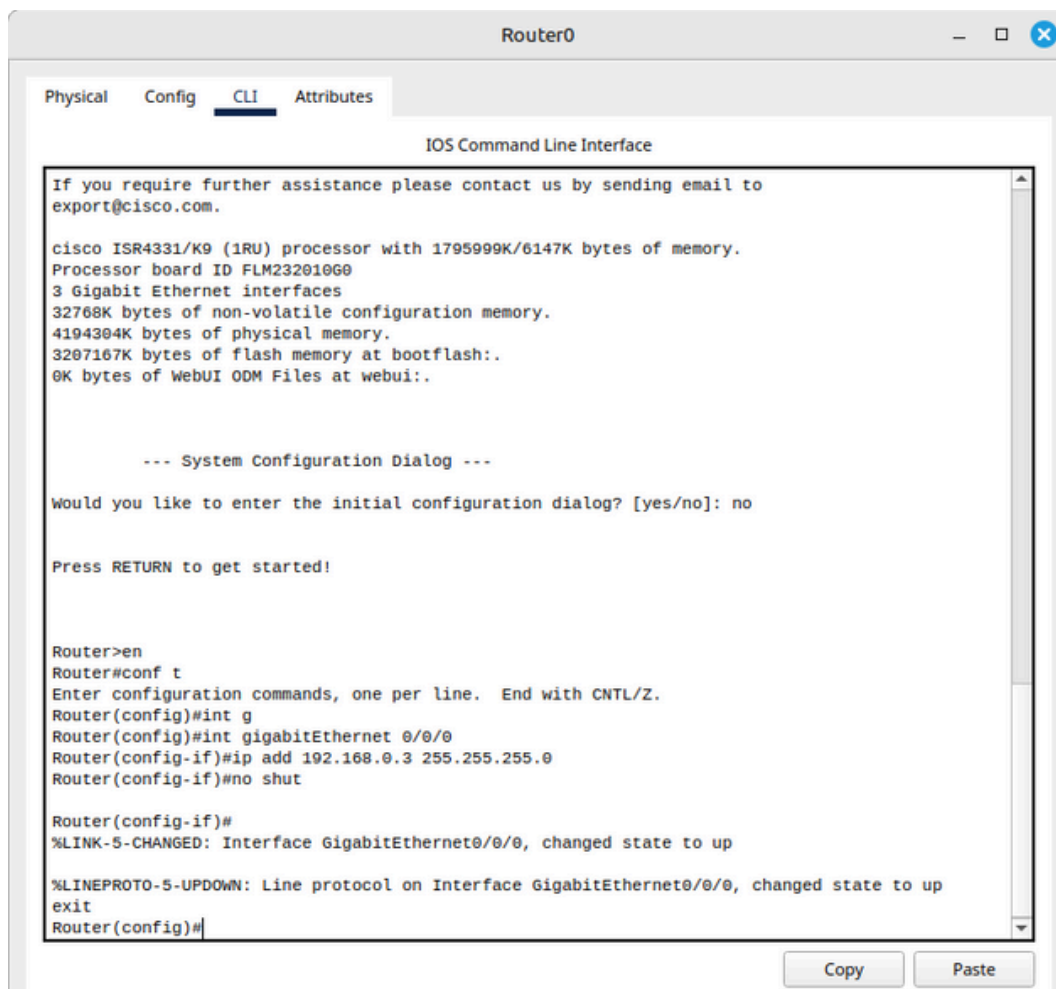 Router0
Physical Config CLI Attributes
IOS Command Line Interface
If you require further assistance please contact us by sending email to
export@cisco.com.
cisco ISR4331/K9 (1RU) processor with 1795999K/6147K bytes of memory.
Processor board ID FLM232010G0
3 Gigabit Ethernet interfaces
32768K bytes of non-volatile configuration memory.
4194304K bytes of physical memory.
3207167K bytes of flash memory at bootflash:.
0K bytes of WebUI ODM Files at webui:.
--- System Configuration Dialog ---
Would you like to enter the initial configuration dialog? [yes/no]: no
Press RETURN to get started!
Router>en
Router#conf t
Enter configuration commands, one per line.  End with CNTL/Z.
Router(config)#int g
Router(config)#int gigabitEthernet 0/0/0
Router(config-if)#ip add 192.168.0.3 255.255.255.0
Router(config-if)#no shut
Router(config-if)#
%LINK-5-CHANGED: Interface GigabitEthernet0/0/0, changed state to up
%LINEPROTO-5-UPDOWN: Line protocol on Interface GigabitEthernet0/0/0, changed state to up
exit
Router(config)#
Copy Paste